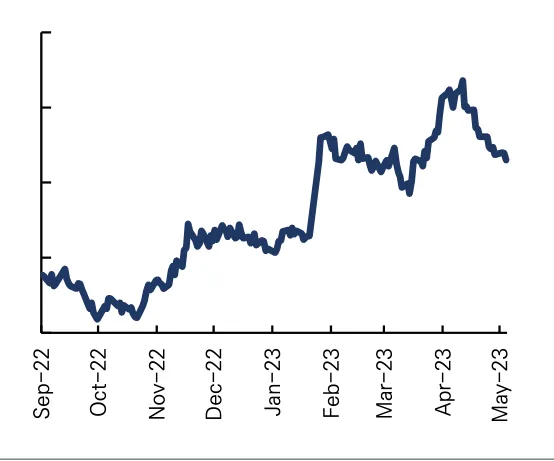 Sep–22
Oct–22
Nov–22
Dec–22
Jan–23
Feb–23
Mar–23
Apr–23
May–23